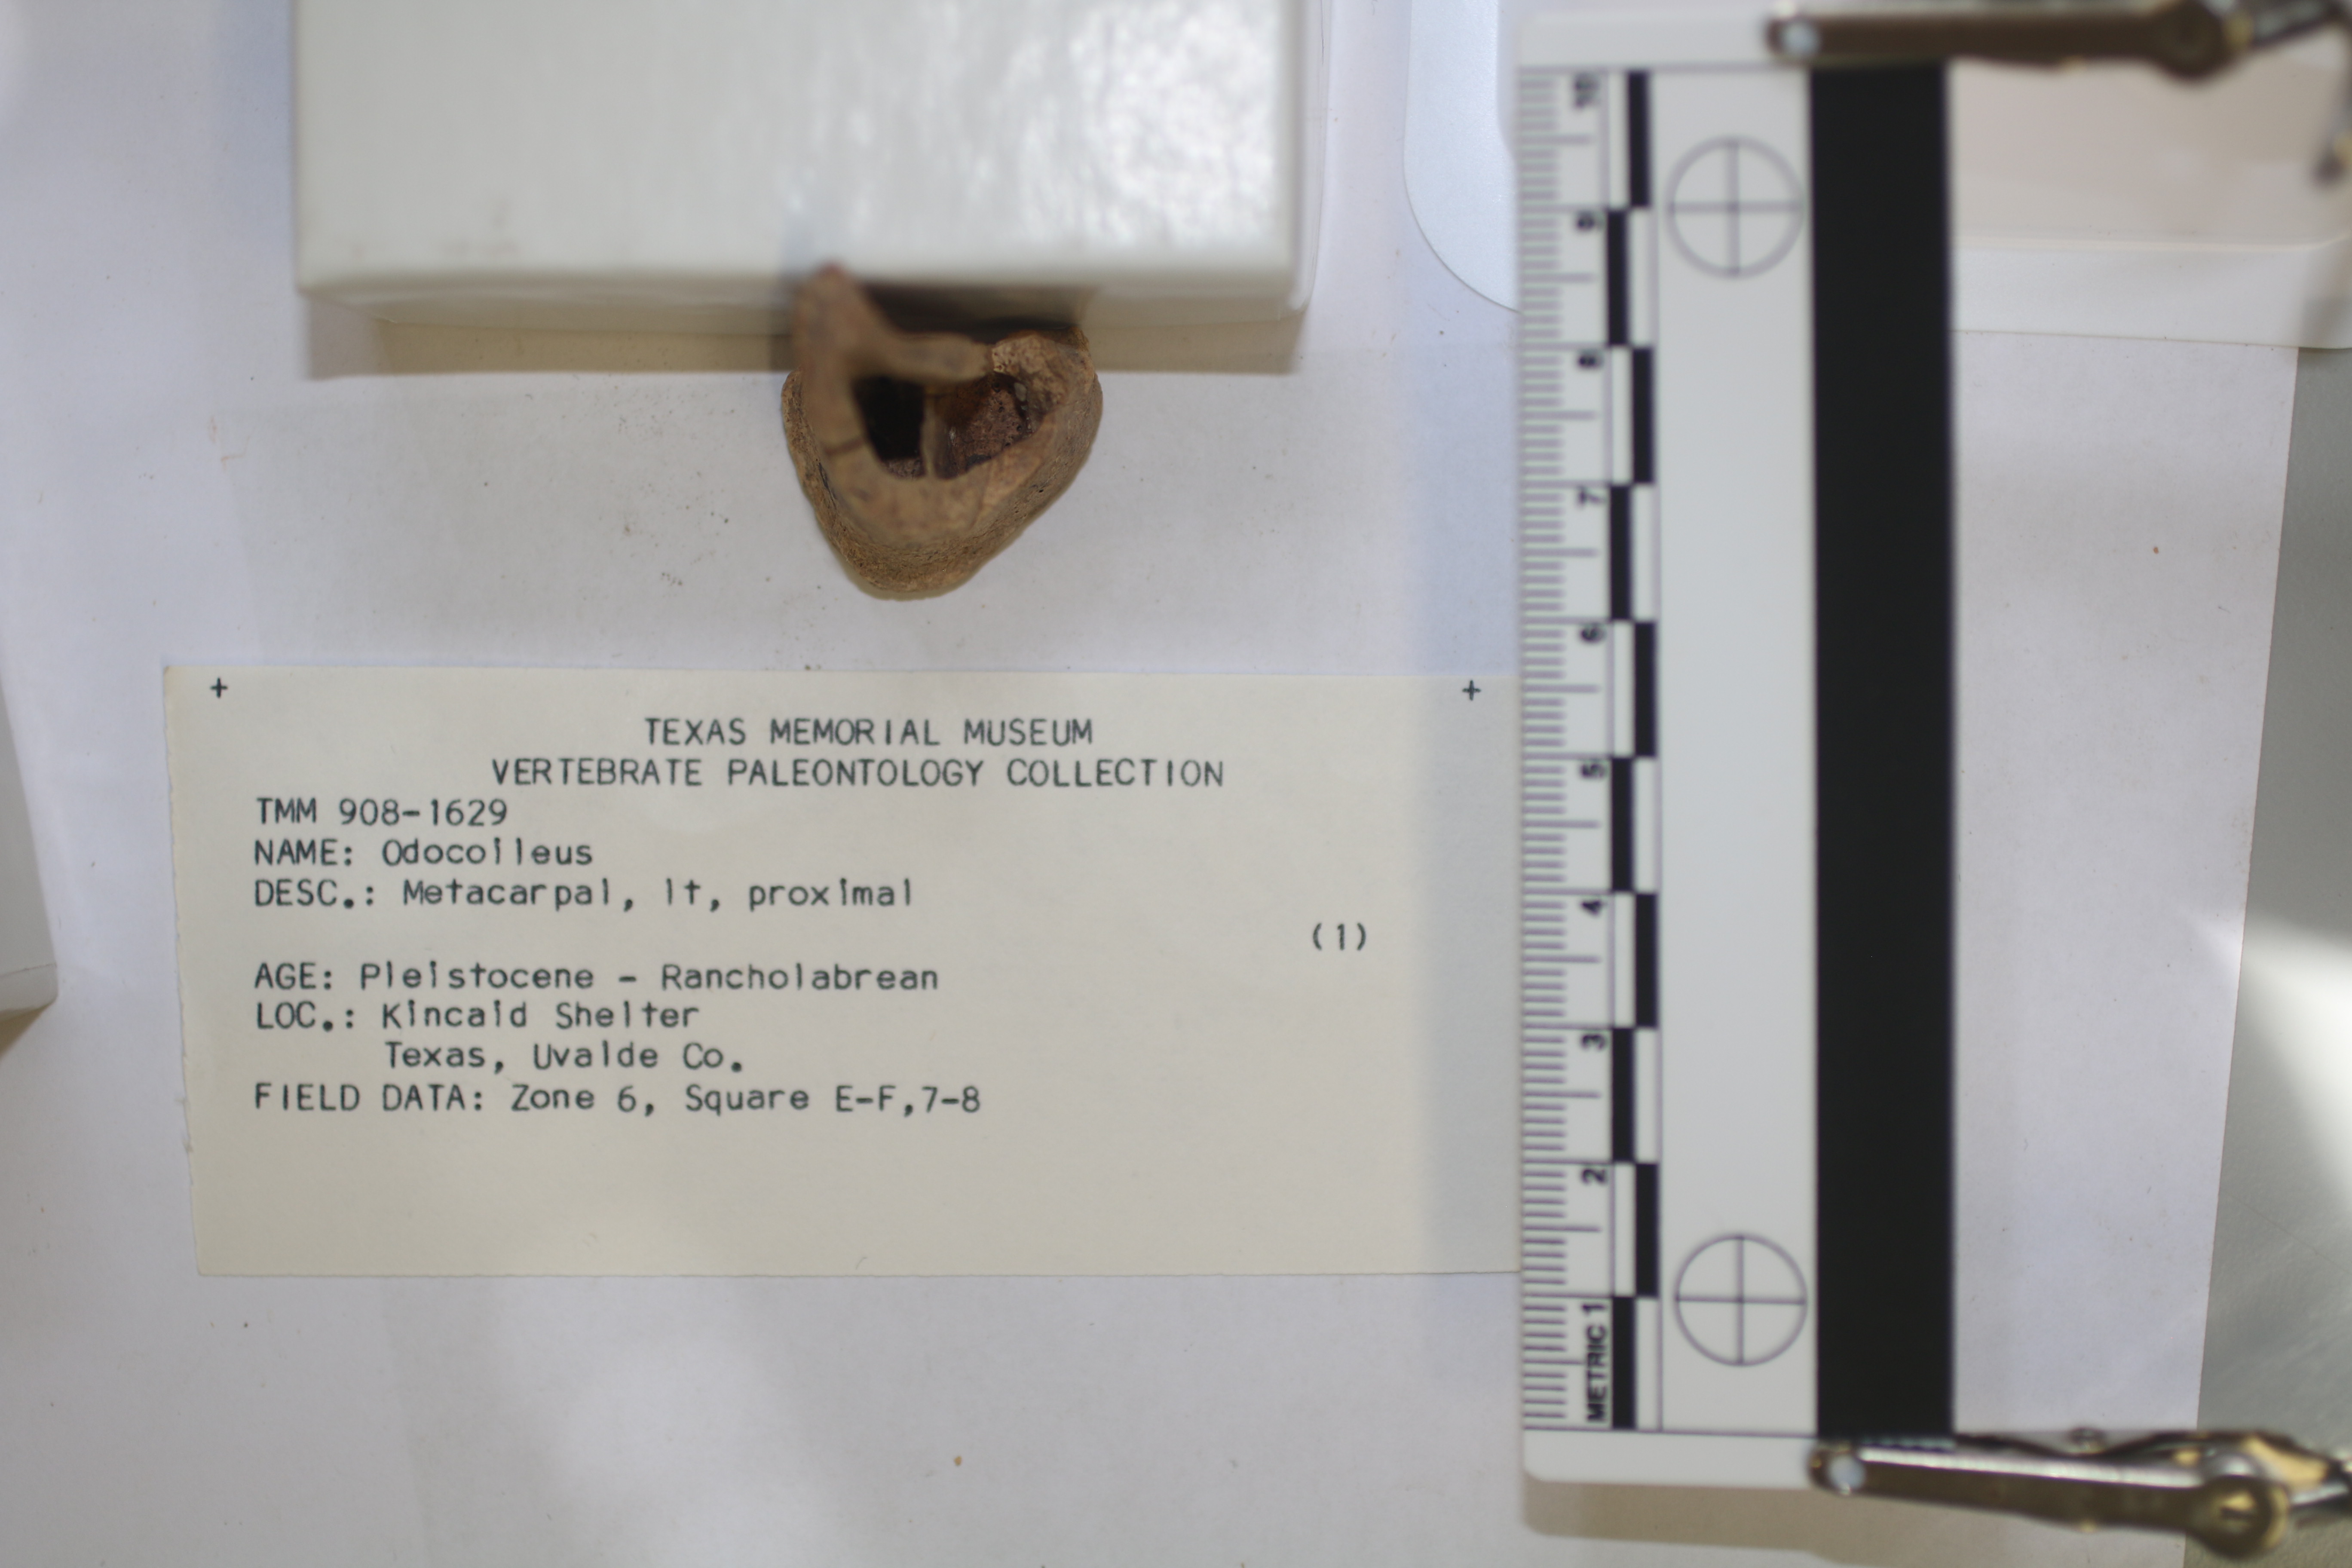 + +
TEXAS MEMORIAL MUSEUM
VERTEBRATE PALEONTOLOGY COLLECTION
TMM 908-1629
NAME: Odocoileus
DESC.: Metacarpal, lt, proximal
(1)
AGE: Pleistocene - Rancholabrean
LOC.: Kincaid Shelter
Texas, Uvalde Co.
FIELD DATA: Zone 6, Square E-F,7-8
METRIC 1 2 3 4 5 6 7 8 9 10